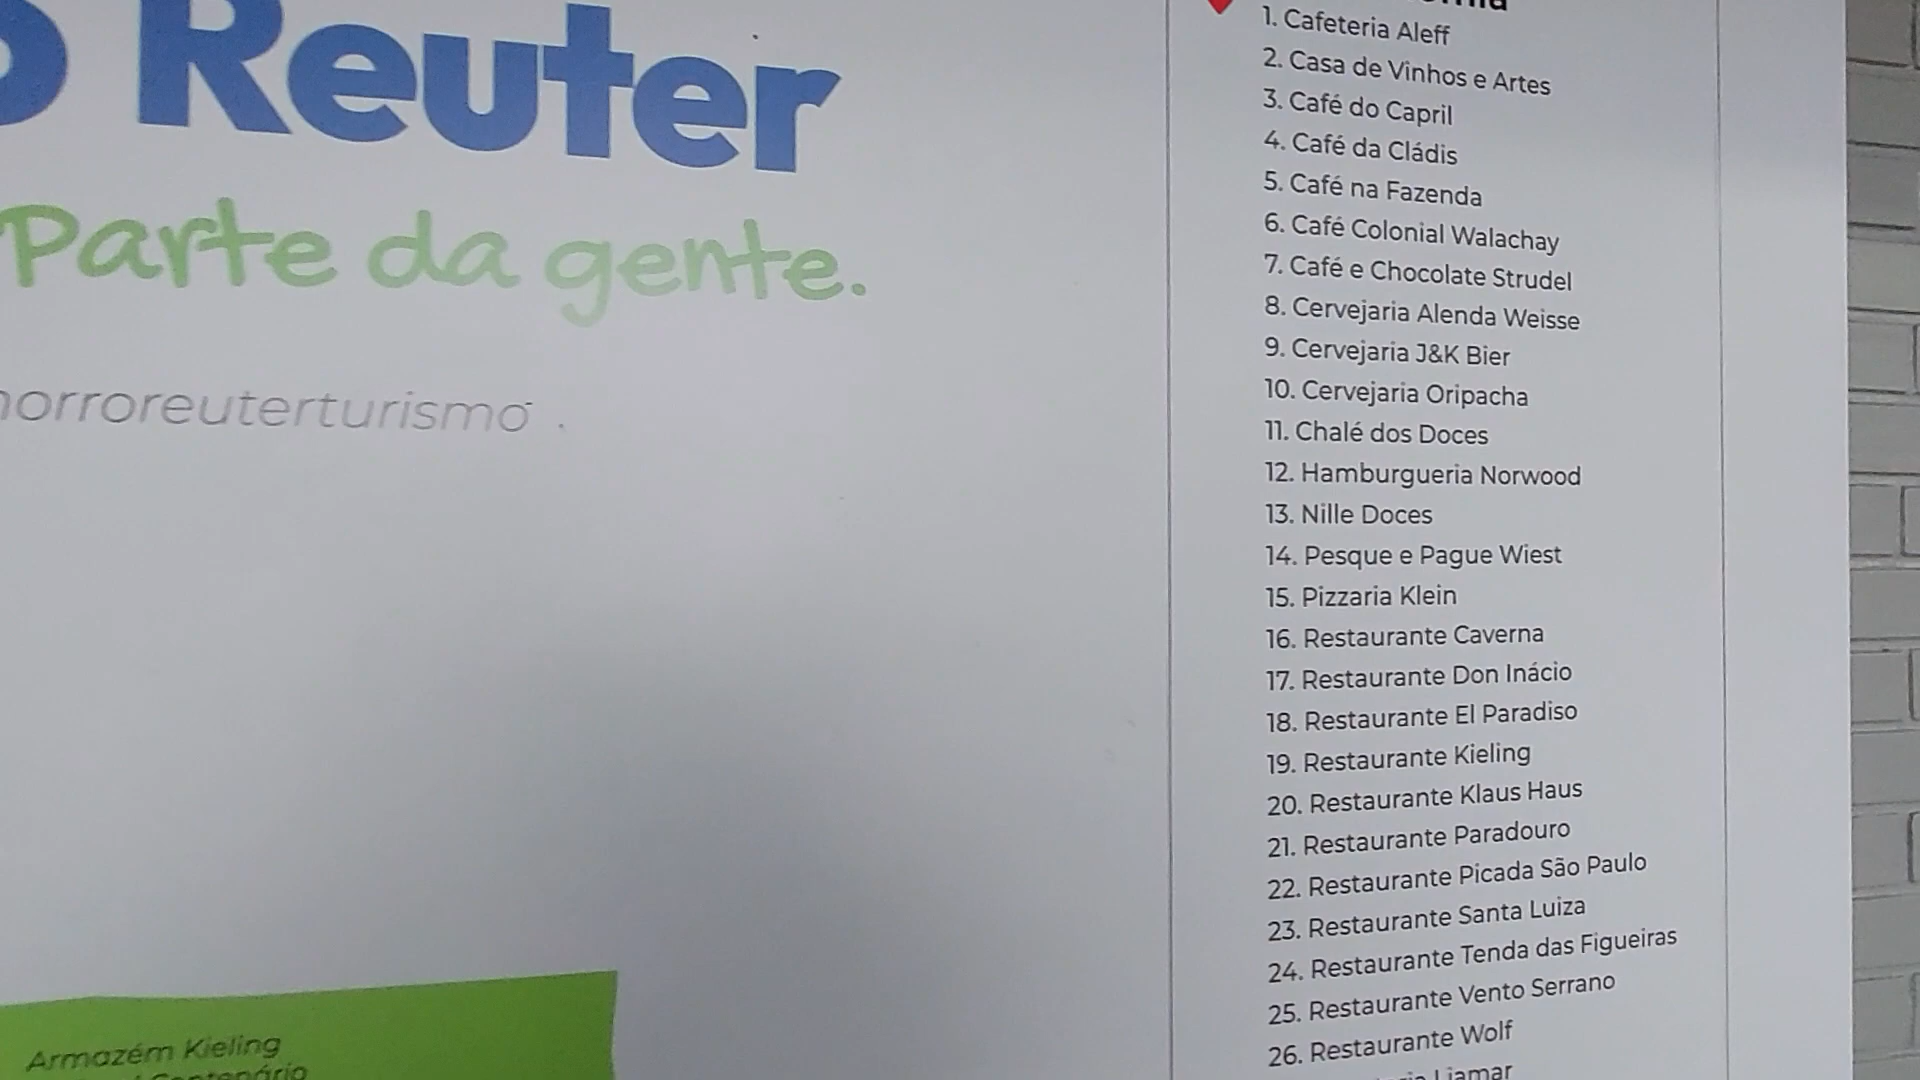 Reuter
Parte da gente.
horroreuterturismo
Armazém Kieling
1. Cafeteria Aleff
2. Casa de Vinhos e Artes
3. Café do Capril
4. Café da Cládis
5. Café na Fazenda
6. Café Colonial Walachay
7. Café e Chocolate Strudel
8. Cervejaria Alenda Weisse
9. Cervejaria J&K Bier
10. Cervejaria Oripacha
11. Chalé dos Doces
12. Hamburgueria Norwood
13. Nille Doces
14. Pesque e Pague Wiest
15. Pizzaria Klein
16. Restaurante Caverna
17. Restaurante Don Inácio
18. Restaurante El Paradiso
19. Restaurante Kieling
20. Restaurante Klaus Haus
21. Restaurante Paradouro
22. Restaurante Picada São Paulo
23. Restaurante Santa Luiza
24. Restaurante Tenda das Figueiras
25. Restaurante Vento Serrano
26. Restaurante Wolf
Liamar